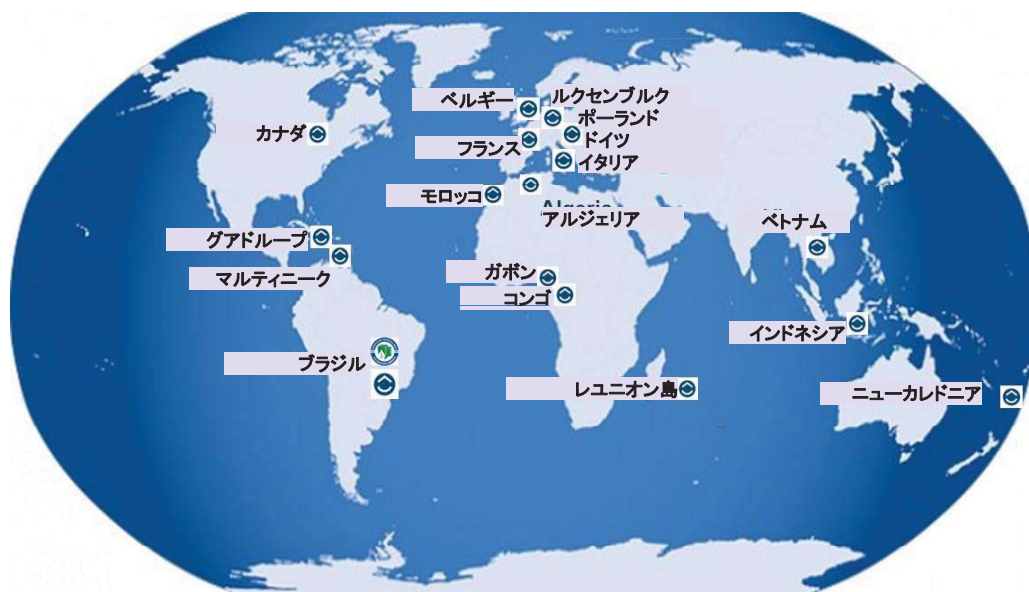 ベルギー
ルクセンブルク
ポーランド
カナダ
ドイツ
フランス
イタリア
モロッコ
Algeria
アルジェリア
ベトナム
グアドループ
マルティニーク
ガボン
コンゴ
インドネシア
ブラジル
レユニオン島
ニューカレドニア